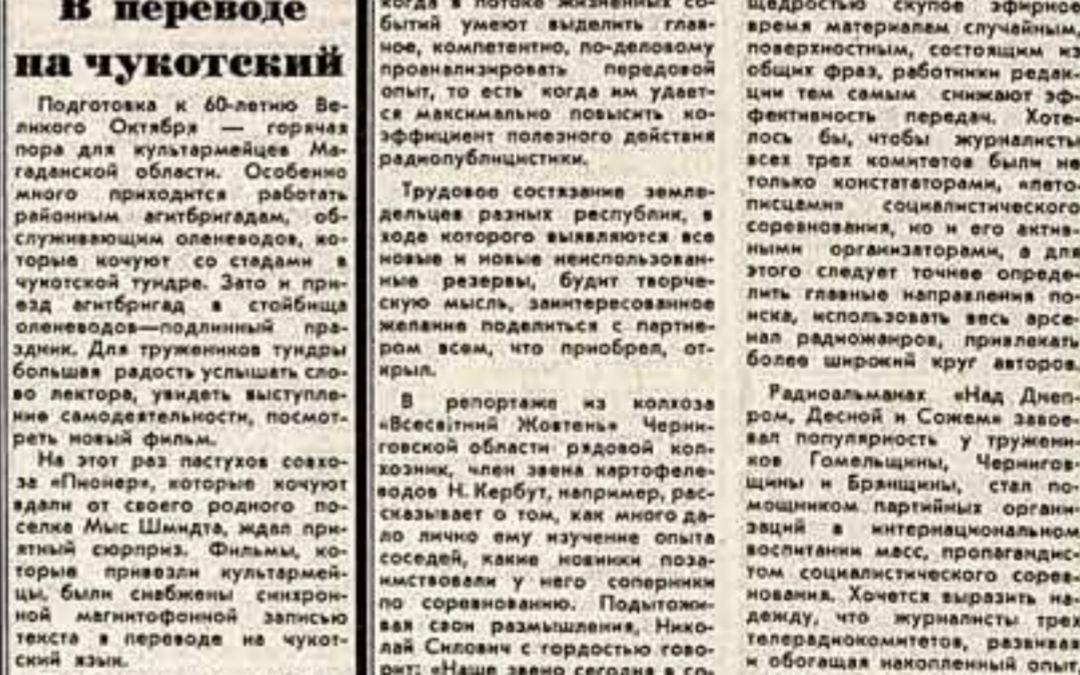 В переводе
на чукотский
Подготовка к 60-летию Ве-
ликого Октября — горячая
пора для культармейцев Ма-
гаданской области. Особенно
много приходится работать
районным агитбригадам, об-
служивающим оленеводов, ко-
торые кочуют со стадами в
чукотской тундре. Зато и при-
езд агитбригад в стойбища
оленеводов—подлинный пра-
здник. Для тружеников тундры
большая радость услышать сло-
во лектора, увидеть выступле-
ние самодеятельности, посмот-
реть новый фильм.
На этот раз пастухов совхо-
за «Пионер», которые кочуют
вдали от своего родного по-
селка Мыс Шмидта, ждал при-
ятный сюрприз. Фильмы, ко-
торые привезли культармей-
цы, были снабжены синхрон-
ной магнитофонной записью
текста в переводе на чукот-
ский язык.
когда в потоке жизненных со-
бытий умеют выделить глав-
ное, компетентно, по-деловому
проанализировать передовой
опыт, то есть когда им удает-
ся максимально повысить ко-
эффициент полезного действия
радиопублицистики.
Трудовое состязание земле-
дельцев разных республик, в
ходе которого выявляются все
новые и новые неиспользован-
ные резервы, будит творче-
скую мысль, заинтересованное
желание поделиться с партне-
ром всем, что приобрел, от-
крыл.
В репортаже из колхоза
«Всесвітний Жовтень» Черни-
говской области рядовой кол-
хозник, член звена картофеле-
водов Н. Кербут, например, рас-
сказывает о том, как много да-
ло лично ему изучение опыта
соседей, какие новинки поза-
имствовали у него соперники
по соревнованию. Подытожи-
вая свои размышления, Нико-
лай Силович с гордостью гово-
рит: «Наше звено сегодня в со-
щедростью скупое эфирное
время материалам случайным,
поверхностным, состоящим из
общих фраз, работники редак-
ции тем самым снижают эф-
фективность передач. Хоте-
лось бы, чтобы журналисты
всех трех комитетов были не
только констататорами, «лето-
писцами» социалистического
соревнования, но и его актив-
ными организаторами, а для
этого следует точнее опреде-
лить главные направления по-
иска, использовать весь арсе-
нал радиожанров, привлекать
более широкий круг авторов.
Радиоальманах «Над Днеп-
ром, Десной и Сожем» завое-
вал популярность у тружени-
ков Гомельщины, Чернигов-
щины и Брянщины, стал по-
мощником партийных органи-
заций в интернациональном
воспитании масс, пропагандис-
том социалистического сорев-
нования. Хочется выразить на-
дежду, что журналисты трех
телерадиокомитетов, развивая
и обогащая накопленный опыт,